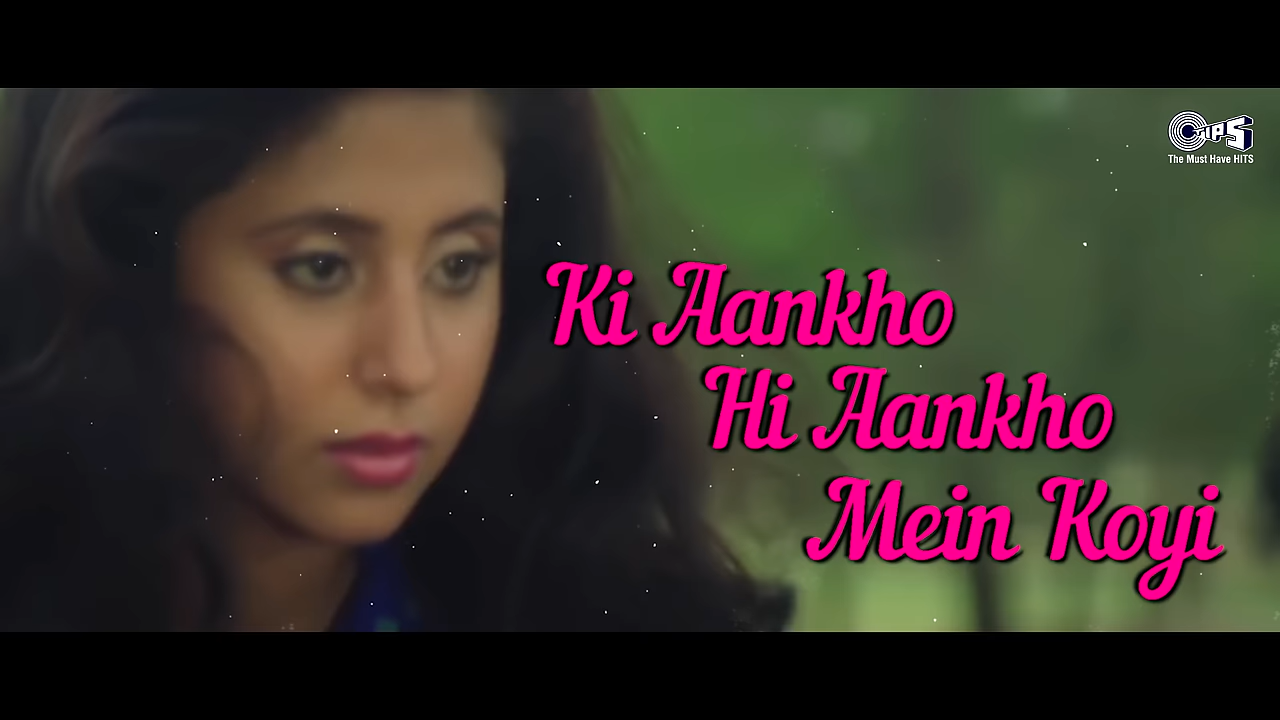 TIPS
The Must Have HITS
Ki Aankho
Hi Aankho
Mein Koyi